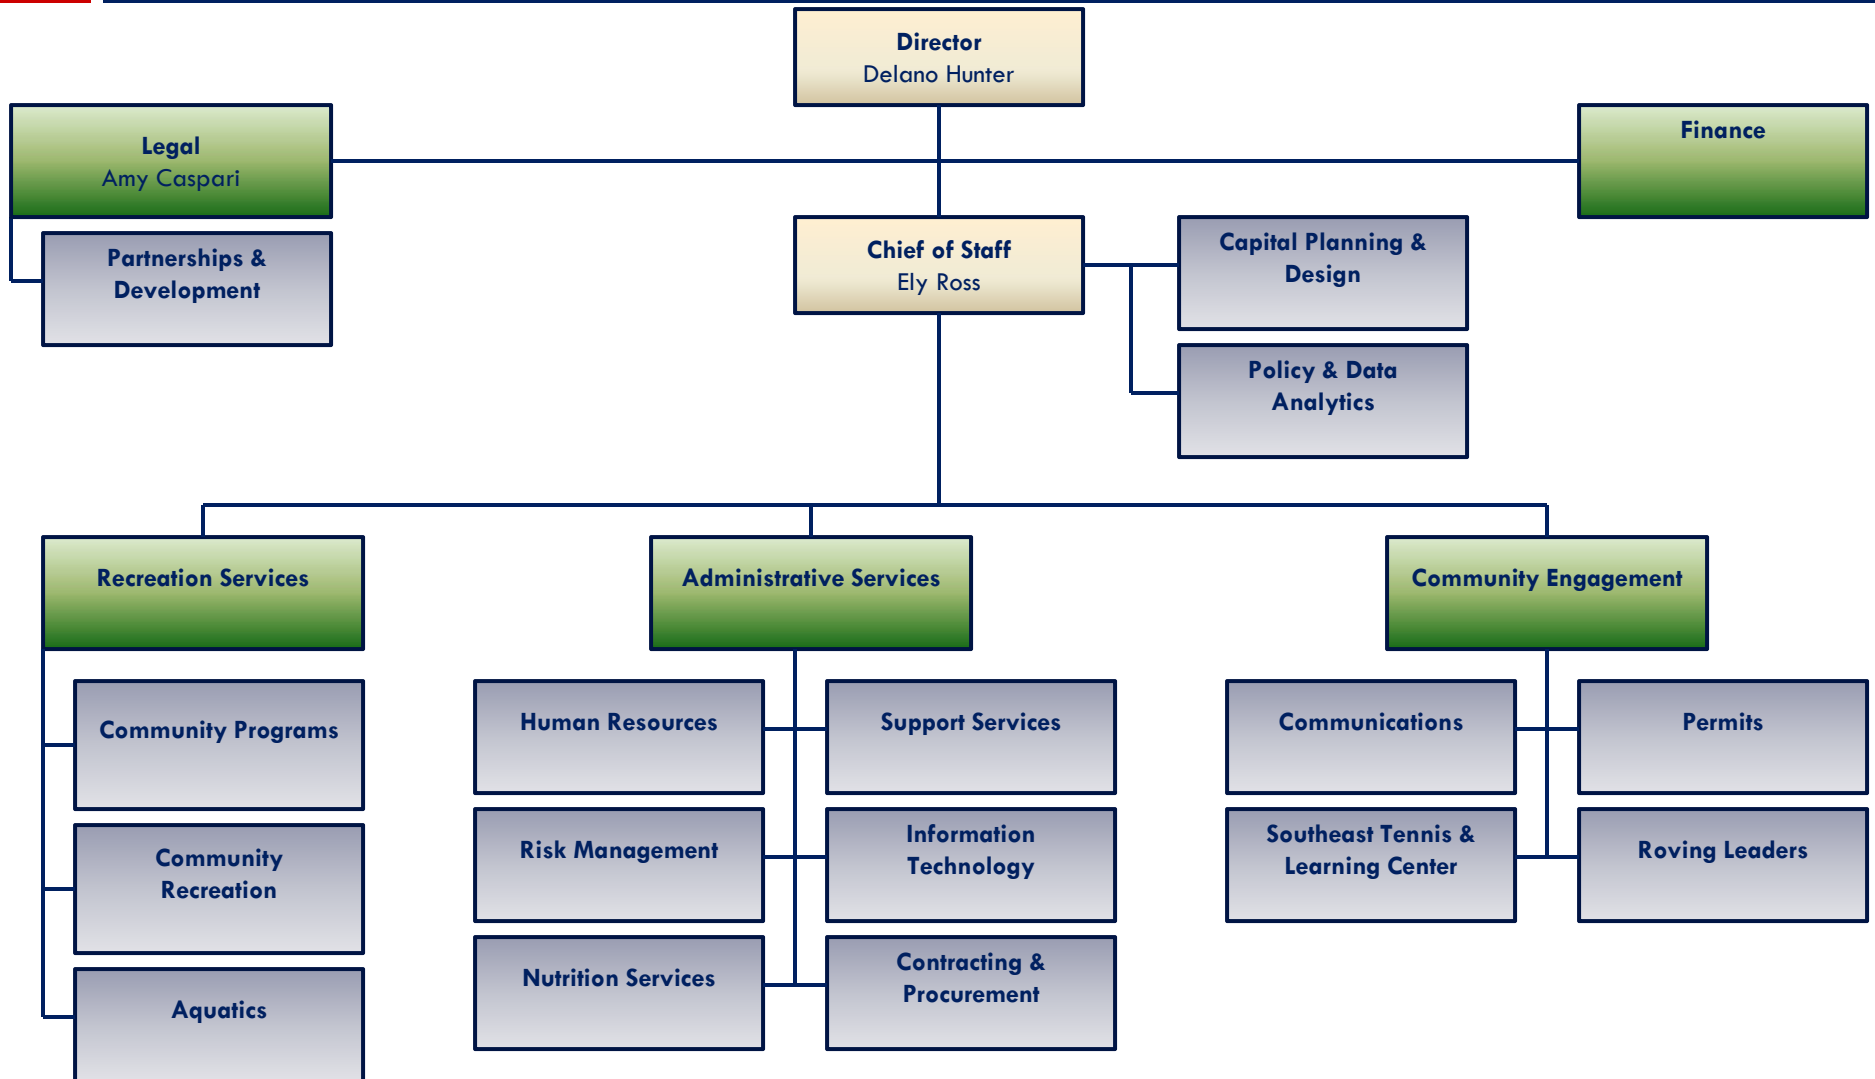 Director
Delano Hunter
Legal
Amy Caspari
Finance
Partnerships &
Development
Chief of Staff
Ely Ross
Capital Planning &
Design
Policy & Data
Analytics
Recreation Services
Administrative Services
Community Engagement
Community Programs
Community
Recreation
Aquatics
Human Resources
Support Services
Risk Management
Information
Technology
Nutrition Services
Contracting &
Procurement
Communications
Permits
Southeast Tennis &
Learning Center
Roving Leaders